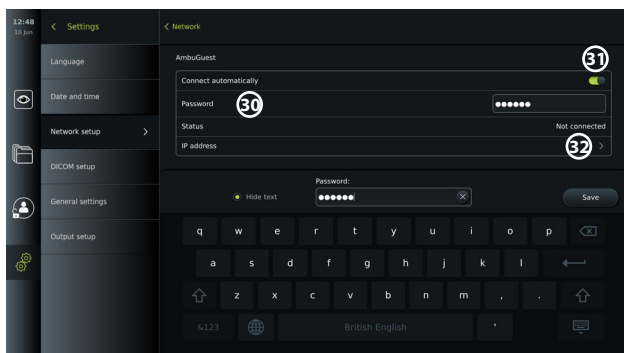 12:48
10 Jun
Settings
Network
Language
Date and time
Network setup
DICOM setup
General settings
Output setup
AmbuGuest
31
Connect automatically
Password
30
●●●●●●
Status
Not connected
IP address
32
Password:
Hide text
●●●●●●
Save
q w e r t y u i o p
a s d f g h j k l
z x c v b n m , .
&123
British English
'